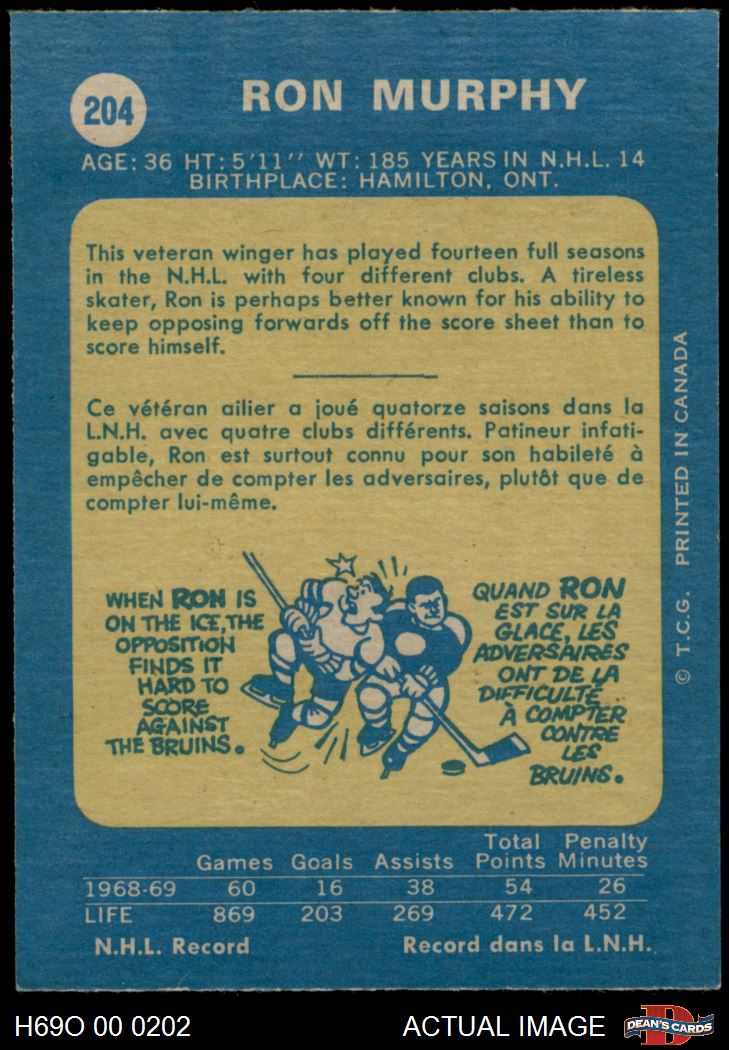 204
RON MURPHY
AGE: 36 HT: 5'11'' WT: 185 YEARS IN N.H.L. 14
BIRTHPLACE: HAMILTON, ONT.
This veteran winger has played fourteen full seasons
in the N.H.L. with four different clubs. A tireless
skater, Ron is perhaps better known for his ability to
keep opposing forwards off the score sheet than to
score himself.
Ce vétéran ailier a joué quatorze saisons dans la
L.N.H. avec quatre clubs différents. Patineur infati-
gable, Ron est surtout connu pour son habileté à
empêcher de compter les adversaires, plutôt que de
compter lui-même.
WHEN RON IS
ON THE ICE, THE
OPPOSITION
FINDS IT
HARD TO
SCORE
AGAINST
THE BRUINS.
QUAND RON
EST SUR LA
GLACE, LES
ADVERSAIRES
ONT DE LA
DIFFICULTÉ
À COMPTER
CONTRE
LES
BRUINS.
© T.C.G. PRINTED IN CANADA
Games Goals Assists Total Points Penalty Minutes
1968-69 60 16 38 54 26
LIFE 869 203 269 472 452
N.H.L. Record Record dans la L.N.H.
H69O 00 0202 ACTUAL IMAGE DEAN'S CARDS